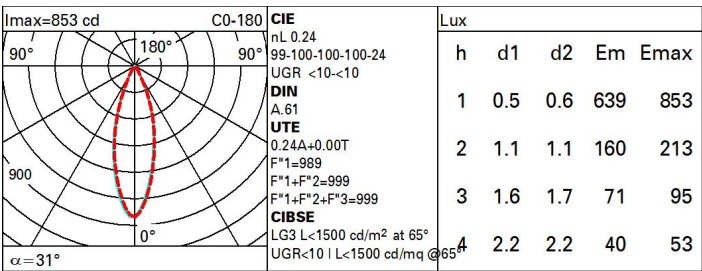 Imax=853 cd C0-180
90° 180° 90°
900
0°
α=31°
CIE
nL 0.24
99-100-100-100-24
UGR <10-<10
DIN
A.61
UTE
0.24A+0.00T
F"1=989
F"1+F"2=999
F"1+F"2+F"3=999
CIBSE
LG3 L<1500 cd/m² at 65°
UGR<10 | L<1500 cd/mq @65°
Lux
h d1 d2 Em Emax
1 0.5 0.6 639 853
2 1.1 1.1 160 213
3 1.6 1.7 71 95
4 2.2 2.2 40 53